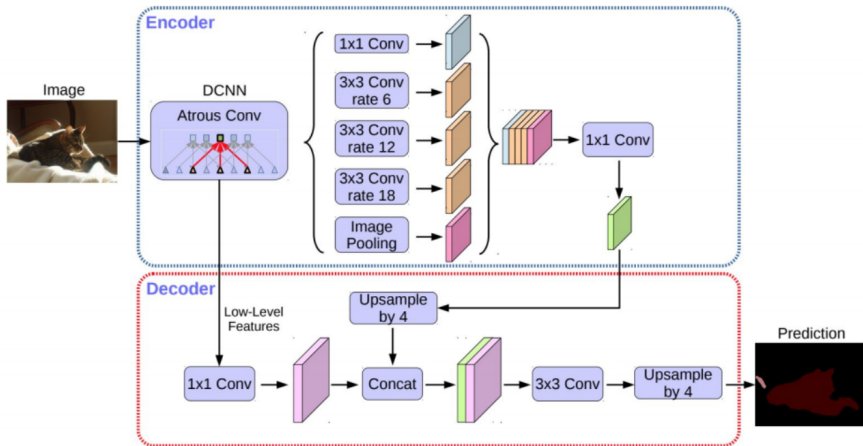 Encoder
Image
DCNN
Atrous Conv
1x1 Conv
3x3 Conv
rate 6
3x3 Conv
rate 12
3x3 Conv
rate 18
Image
Pooling
1x1 Conv
Decoder
Low-Level
Features
Upsample
by 4
1x1 Conv
Concat
3x3 Conv
Upsample
by 4
Prediction